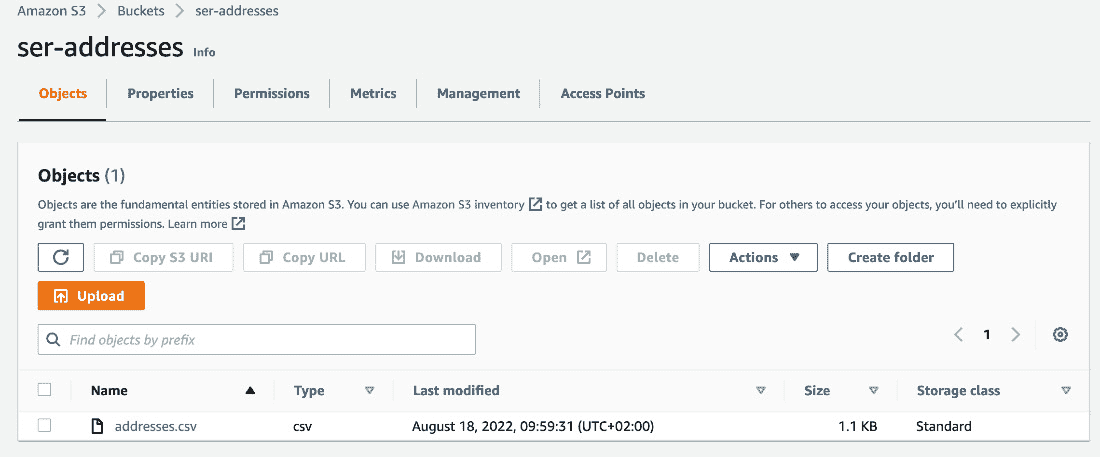 Amazon S3 > Buckets > ser-addresses
ser-addresses Info
Objects Properties Permissions Metrics Management Access Points
Objects (1)
Objects are the fundamental entities stored in Amazon S3. You can use Amazon S3 inventory to get a list of all objects in your bucket. For others to access your objects, you'll need to explicitly
grant them permissions. Learn more
Copy S3 URI Copy URL Download Open Delete Actions Create folder
Upload
Find objects by prefix 1
Name Type Last modified Size Storage class
addresses.csv csv August 18, 2022, 09:59:31 (UTC+02:00) 1.1 KB Standard